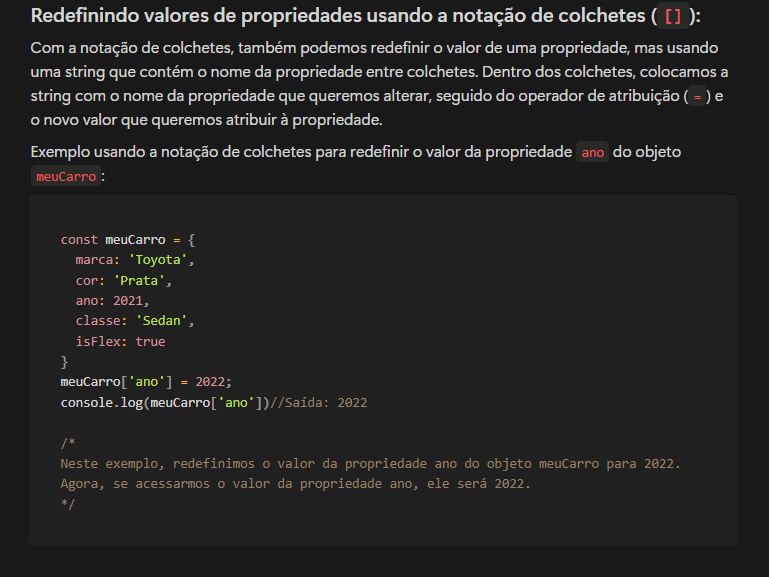 Redefinindo valores de propriedades usando a notação de colchetes ( [] ):
Com a notação de colchetes, também podemos redefinir o valor de uma propriedade, mas usando
uma string que contém o nome da propriedade entre colchetes. Dentro dos colchetes, colocamos a
string com o nome da propriedade que queremos alterar, seguido do operador de atribuição ( = ) e
o novo valor que queremos atribuir à propriedade.
Exemplo usando a notação de colchetes para redefinir o valor da propriedade ano do objeto
meuCarro :
const meuCarro = {
  marca: 'Toyota',
  cor: 'Prata',
  ano: 2021,
  classe: 'Sedan',
  isFlex: true
}
meuCarro['ano'] = 2022;
console.log(meuCarro['ano'])//Saída: 2022
/*
Neste exemplo, redefinimos o valor da propriedade ano do objeto meuCarro para 2022.
Agora, se acessarmos o valor da propriedade ano, ele será 2022.
*/